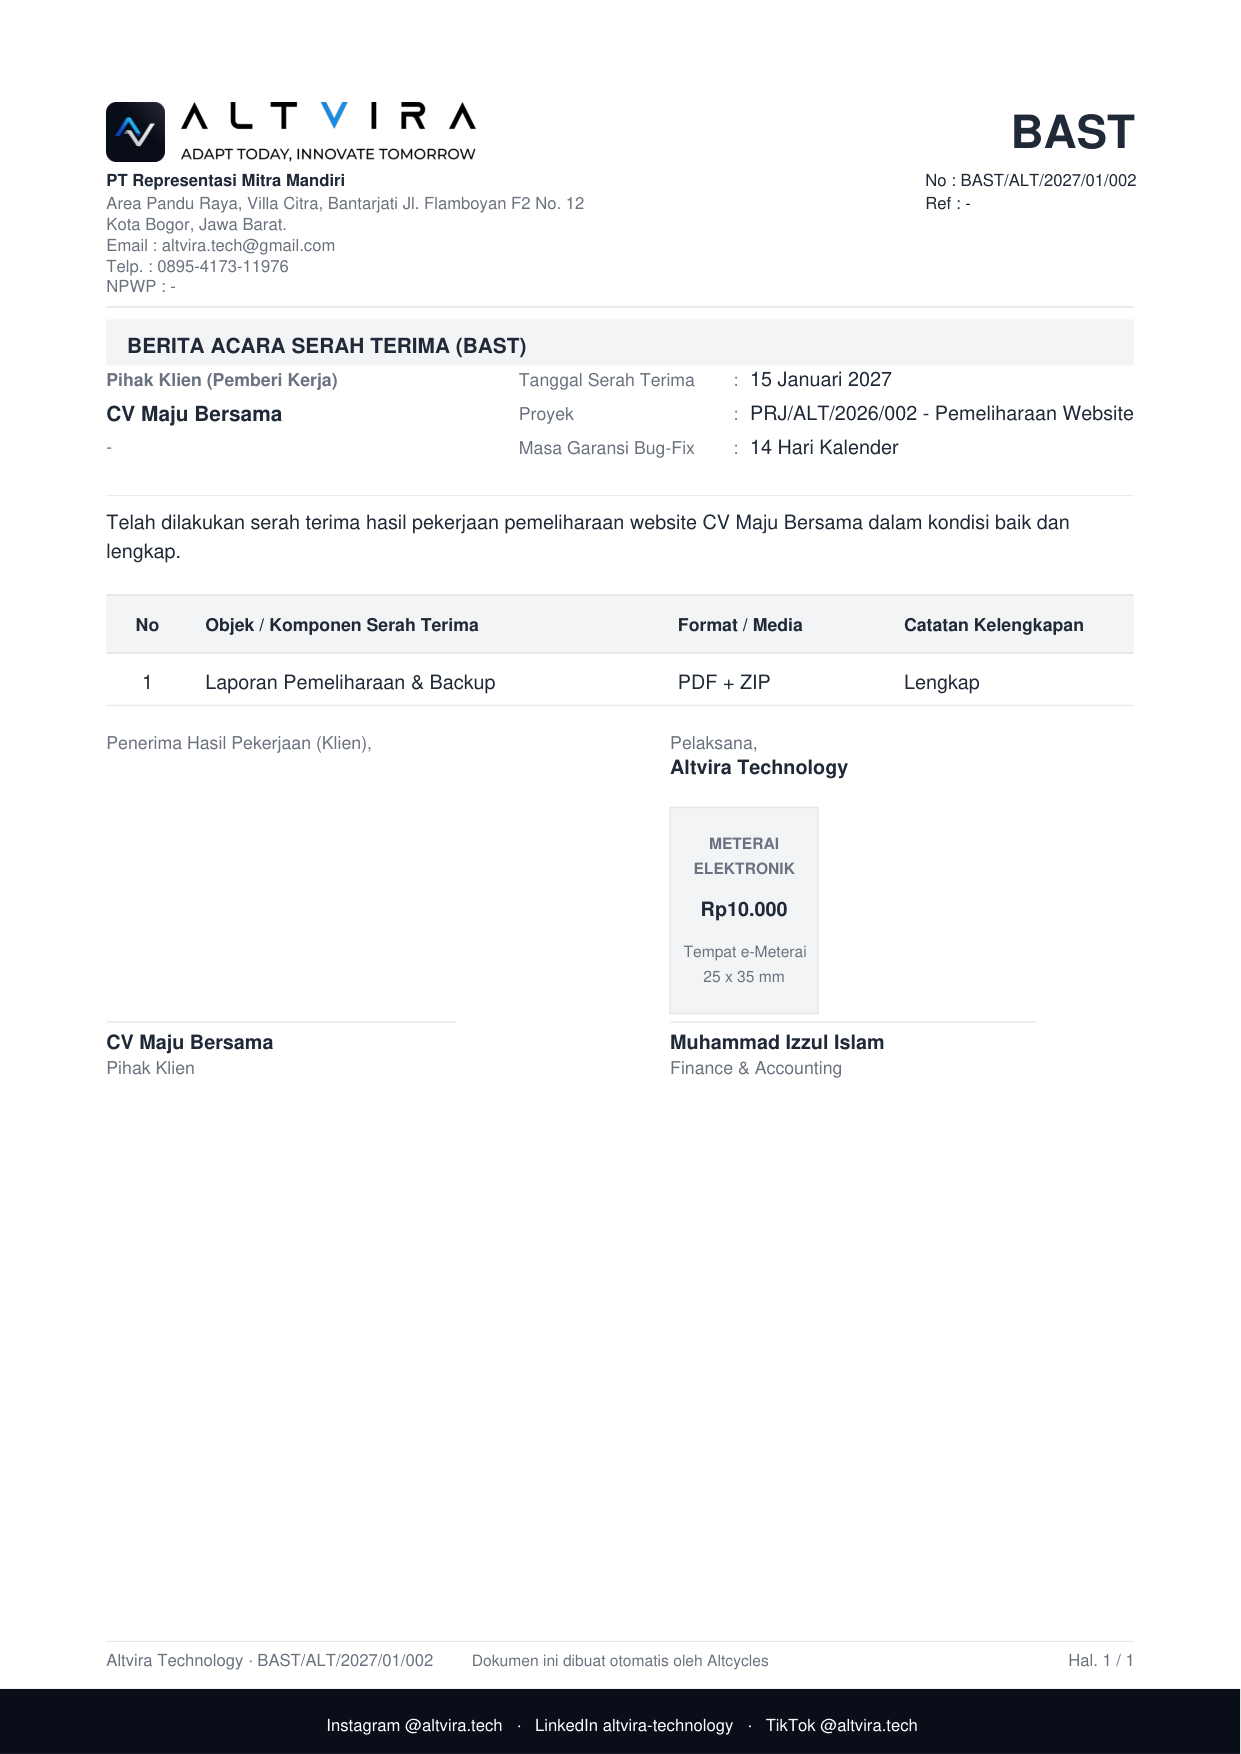 ALTVIRA
ADAPT TODAY, INNOVATE TOMORROW
BAST
PT Representasi Mitra Mandiri
No : BAST/ALT/2027/01/002
Area Pandu Raya, Villa Citra, Bantarjati Jl. Flamboyan F2 No. 12
Ref : -
Kota Bogor, Jawa Barat.
Email : altvira.tech@gmail.com
Telp. : 0895-4173-11976
NPWP : -
BERITA ACARA SERAH TERIMA (BAST)
Pihak Klien (Pemberi Kerja)
Tanggal Serah Terima : 15 Januari 2027
CV Maju Bersama
Proyek : PRJ/ALT/2026/002 - Pemeliharaan Website
-
Masa Garansi Bug-Fix : 14 Hari Kalender
Telah dilakukan serah terima hasil pekerjaan pemeliharaan website CV Maju Bersama dalam kondisi baik dan
lengkap.
No Objek / Komponen Serah Terima Format / Media Catatan Kelengkapan
1 Laporan Pemeliharaan & Backup PDF + ZIP Lengkap
Penerima Hasil Pekerjaan (Klien),
Pelaksana,
Altvira Technology
METERAI
ELEKTRONIK
Rp10.000
Tempat e-Meterai
25 x 35 mm
CV Maju Bersama
Pihak Klien
Muhammad Izzul Islam
Finance & Accounting
Altvira Technology · BAST/ALT/2027/01/002 Dokumen ini dibuat otomatis oleh Altcycles Hal. 1 / 1
Instagram @altvira.tech · LinkedIn altvira-technology · TikTok @altvira.tech